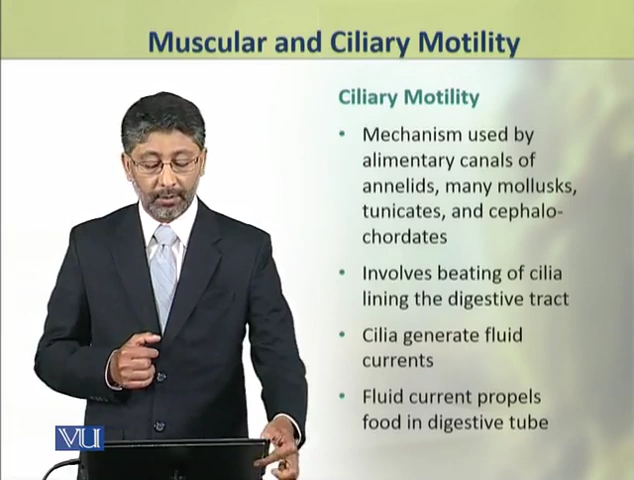 Muscular and Ciliary Motility
Ciliary Motility
• Mechanism used by
alimentary canals of
annelids, many mollusks,
tunicates, and cephalo-
chordates
• Involves beating of cilia
lining the digestive tract
• Cilia generate fluid
currents
• Fluid current propels
food in digestive tube
VU